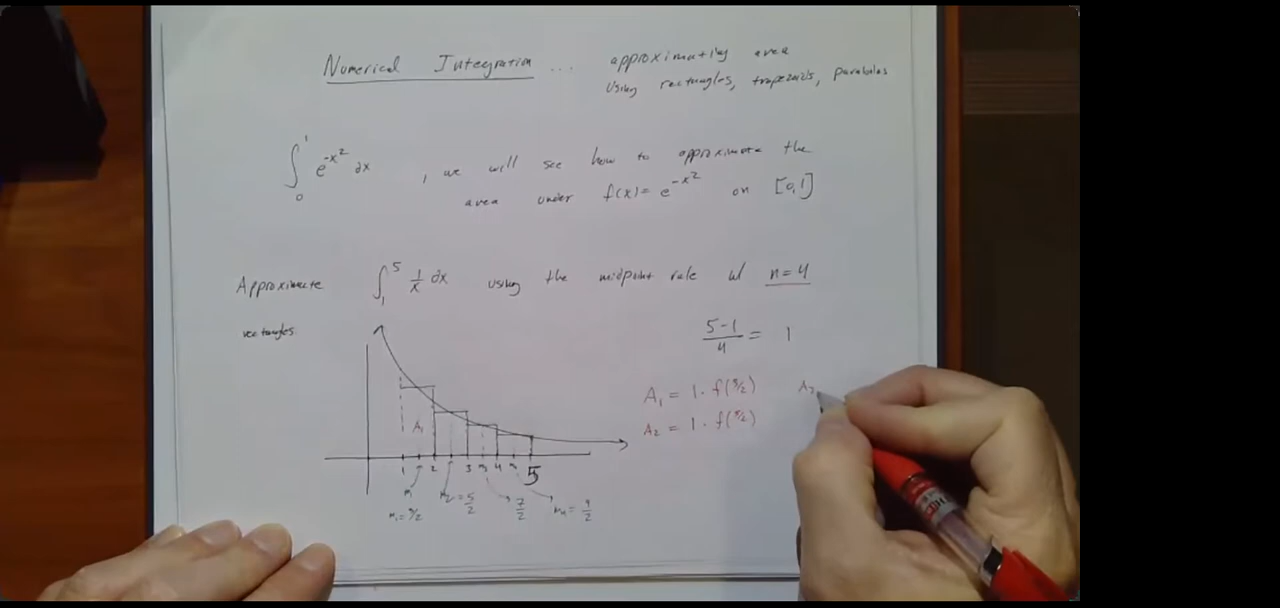 Numerical Integration ... approximating area
using rectangles, trapezoids, parabolas
∫₀¹ e^{-x²} dx , we will see how to approximate the
area under f(x) = e^{-x²} on [0,1]
Approximate ∫₁⁵ 1/x dx using the midpoint rule w/ n=4
rectangles
5-1/4 = 1
A₁ = 1 · f(3/2) A₃
A₂ = 1 · f(5/2)
A₁
1 2 3 m₃ 4 m₄ 5
m₁ = 3/2 m₂ = 5/2 7/2 m₄ = 9/2